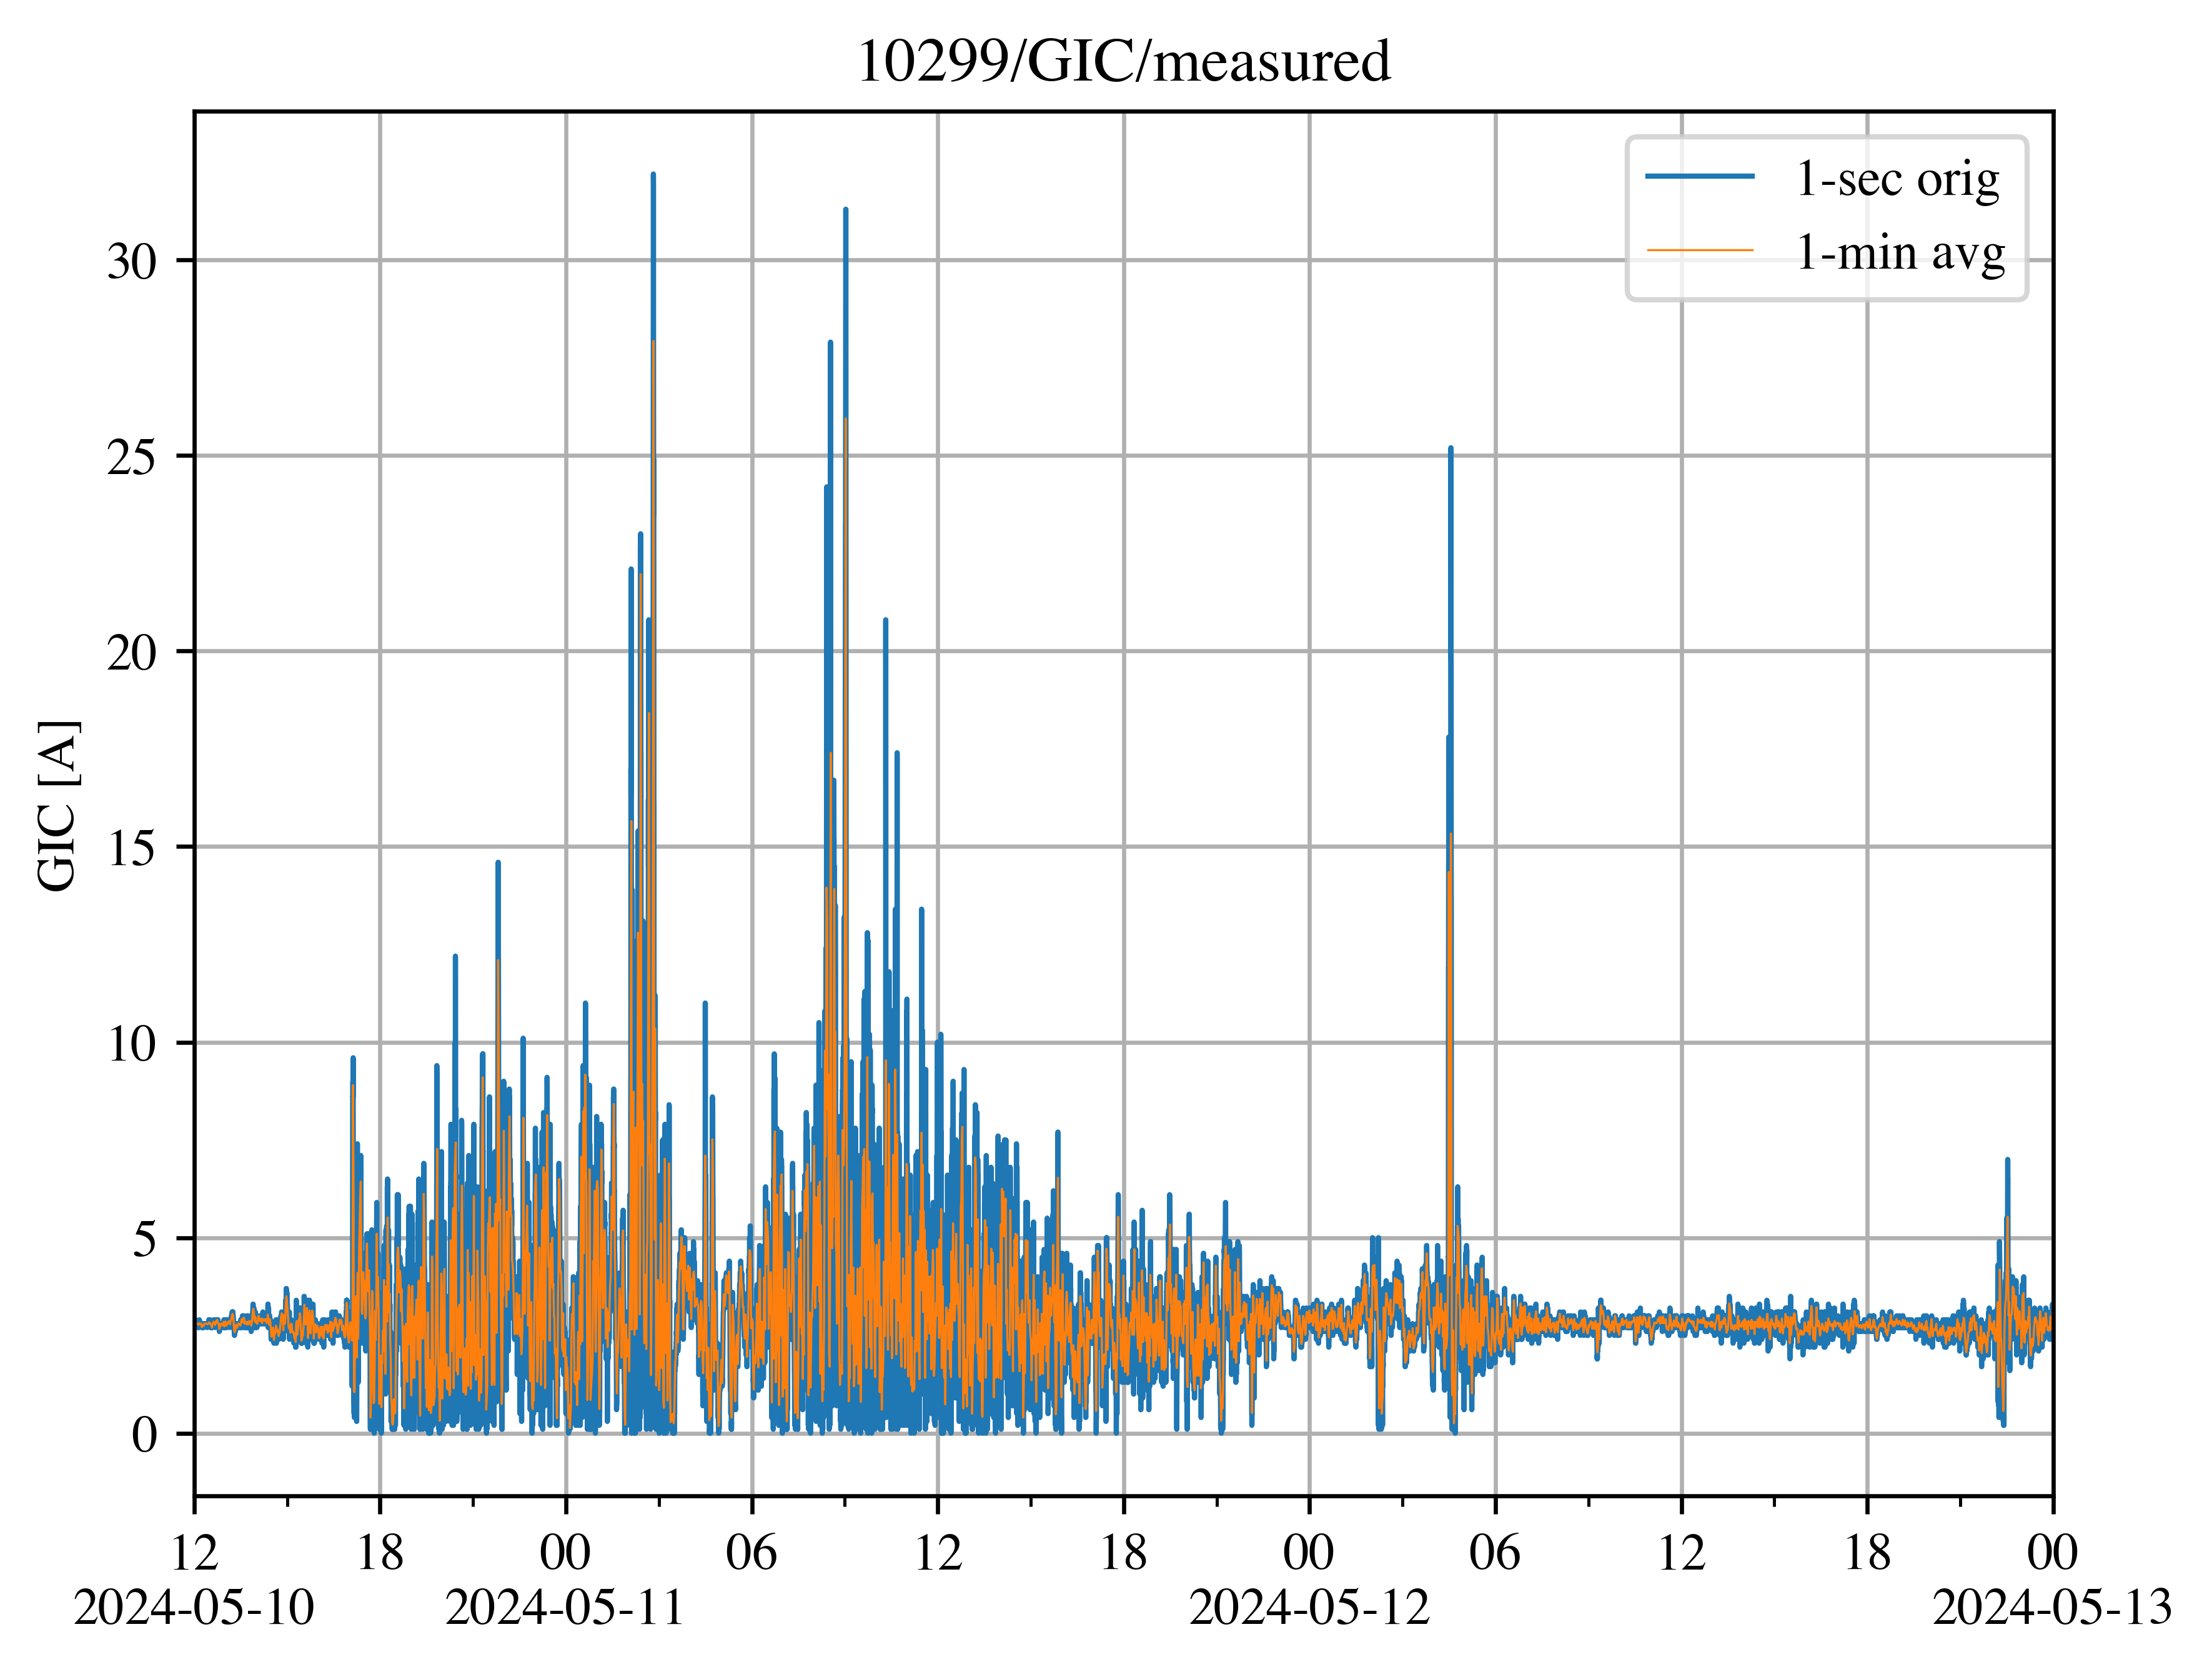 10299/GIC/measured
1-sec orig
1-min avg
GIC [A]
30
25
20
15
10
5
0
12 18 00 06 12 18 00 06 12 18 00
2024-05-10 2024-05-11 2024-05-12 2024-05-13